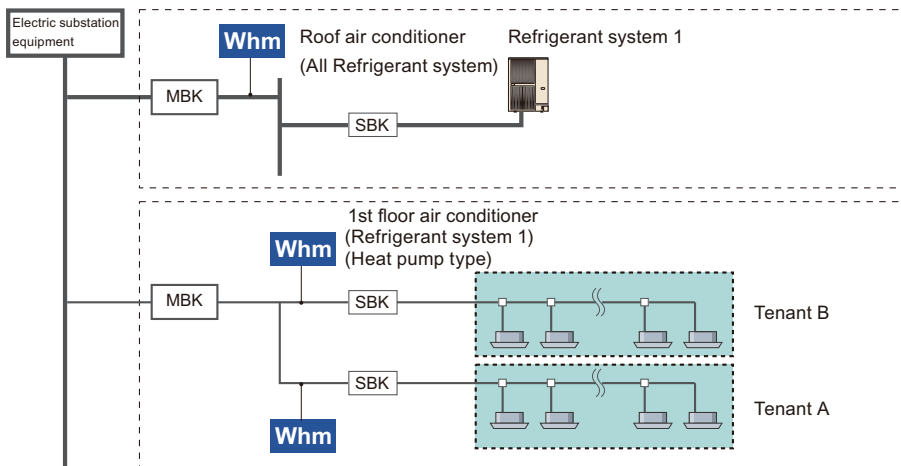 Electric substation
equipment
Whm
Roof air conditioner
(All Refrigerant system)
Refrigerant system 1
MBK
SBK
1st floor air conditioner
(Refrigerant system 1)
(Heat pump type)
Whm
MBK
SBK
Tenant B
SBK
Tenant A
Whm